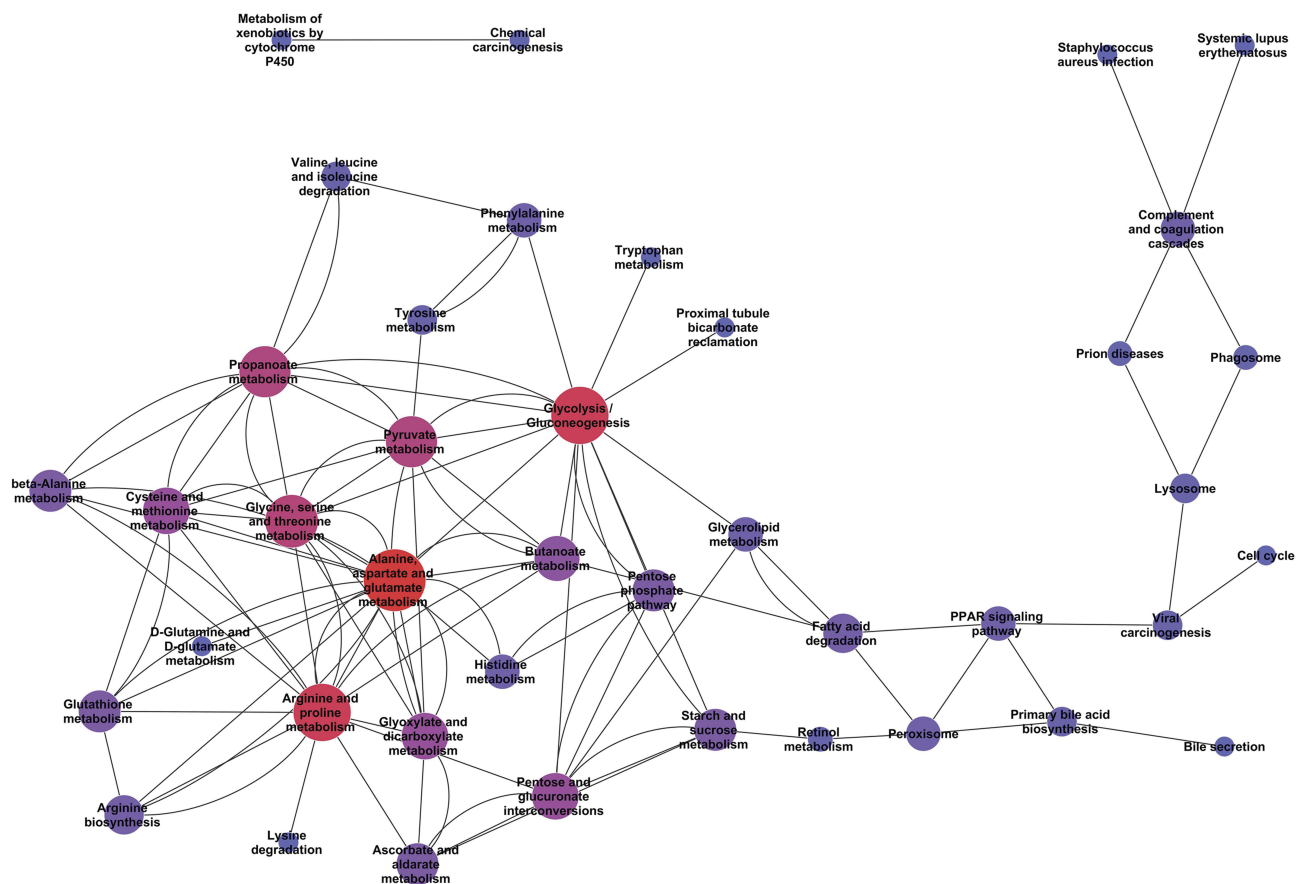 Metabolism of
xenobiotics by
cytochrome
P450
Chemical
carcinogenesis
Staphylococcus
aureus infection
Systemic lupus
erythematosus
Valine, leucine
and isoleucine
degradation
Phenylalanine
metabolism
Complement
and coagulation
cascades
Tryptophan
metabolism
Tyrosine
metabolism
Proximal tubule
bicarbonate
reclamation
Prion diseases
Phagosome
Propanoate
metabolism
Glycolysis /
Gluconeogenesis
Pyruvate
metabolism
beta-Alanine
metabolism
Cysteine and
methionine
metabolism
Glycine, serine
and threonine
metabolism
Lysosome
Glycerolipid
metabolism
Alanine,
aspartate and
glutamate
metabolism
Butanoate
metabolism
Cell cycle
Pentose
phosphate
pathway
D-Glutamine and
D-glutamate
metabolism
Fatty acid
degradation
PPAR signaling
pathway
Viral
carcinogenesis
Histidine
metabolism
Glutathione
metabolism
Arginine and
proline
metabolism
Glyoxylate and
dicarboxylate
metabolism
Starch and
sucrose
metabolism
Retinol
metabolism
Peroxisome
Primary bile acid
biosynthesis
Bile secretion
Pentose and
glucuronate
interconversions
Arginine
biosynthesis
Lysine
degradation
Ascorbate and
aldarate
metabolism